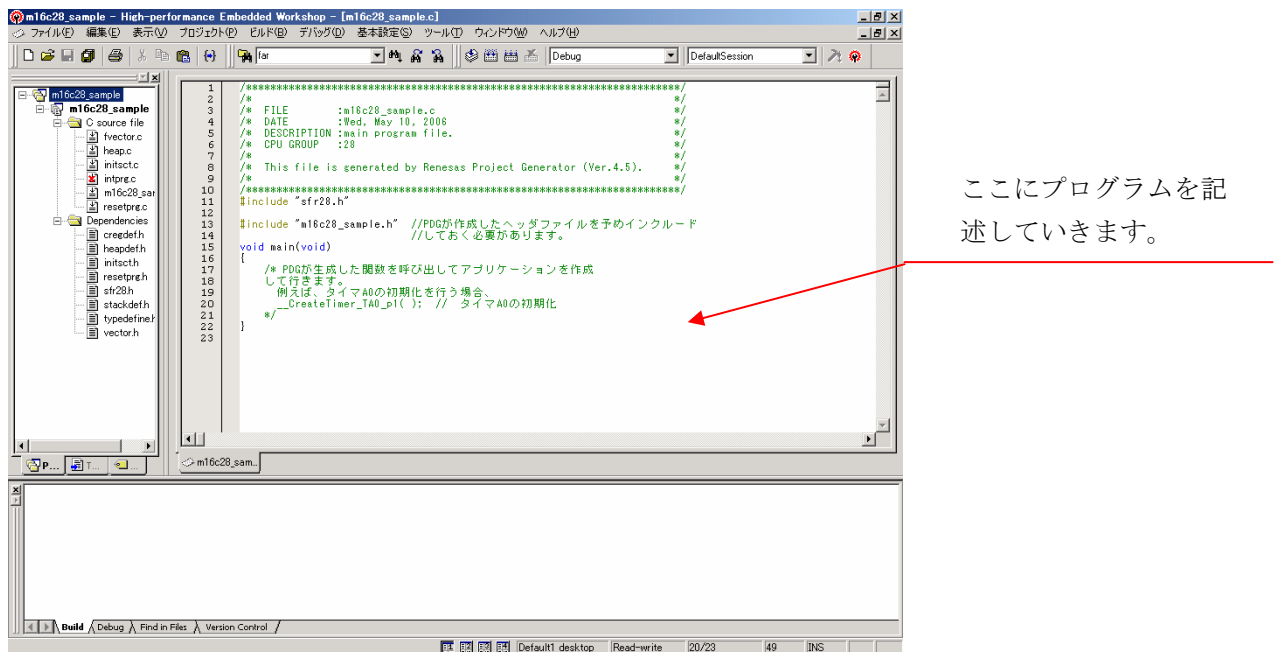 m16c28_sample - High-performance Embedded Workshop - [m16c28_sample.c]
ファイル(F) 編集(E) 表示(V) プロジェクト(P) ビルド(B) デバッグ(D) 基本設定(S) ツール(T) ウィンドウ(W) ヘルプ(H)
far Debug DefaultSession
m16c28_sample
m16c28_sample
C source file
fvector.c
heap.c
initsct.c
intprg.c
m16c28_sar
resetprg.c
Dependencies
cregdef.h
heapdef.h
initsct.h
resetprg.h
sfr28.h
stackdef.h
typedefine.h
vector.h
P... T... ...
1 /************************************************************************/
2 /* */
3 /* FILE :m16c28_sample.c */
4 /* DATE :Wed, May 10, 2006 */
5 /* DESCRIPTION :main program file. */
6 /* CPU GROUP :28 */
7 /* */
8 /* This file is generated by Renesas Project Generator (Ver.4.5). */
9 /* */
10 /************************************************************************/
11 #include "sfr28.h"
12
13 #include "m16c28_sample.h" //PDGが作成したヘッダファイルを予めインクルード
14 //しておく必要があります。
15 void main(void)
16 {
17 /* PDGが生成した関数を呼び出してアプリケーションを作成
18 して行きます。
19 例えば、タイマA0の初期化を行う場合、
20 __CreateTimer_TA0_p1( ); // タイマA0の初期化
21 */
22 }
23
m16c28_sam...
ここにプログラムを記
述していきます。
Build Debug Find in Files Version Control
Default1 desktop Read-write 20/23 49 INS